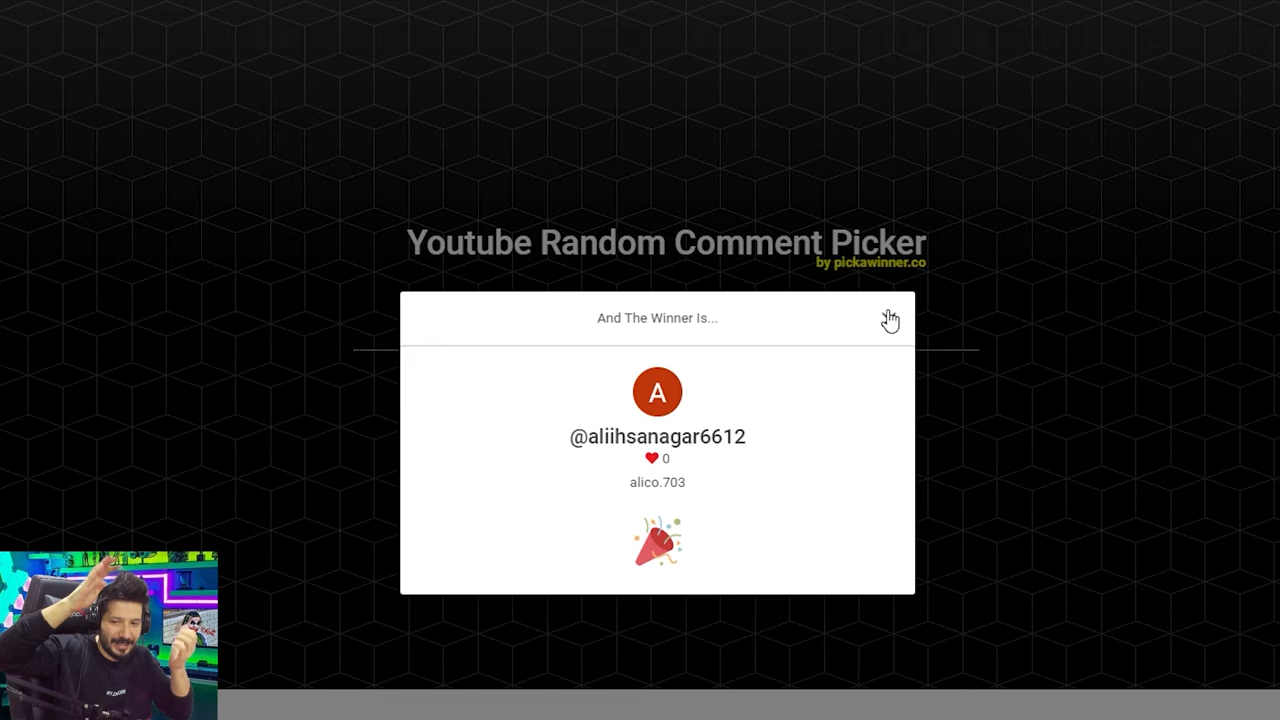 Youtube Random Comment Picker
by pickawinner.co
And The Winner Is...
A
@aliihsanagar6612
0
alico.703